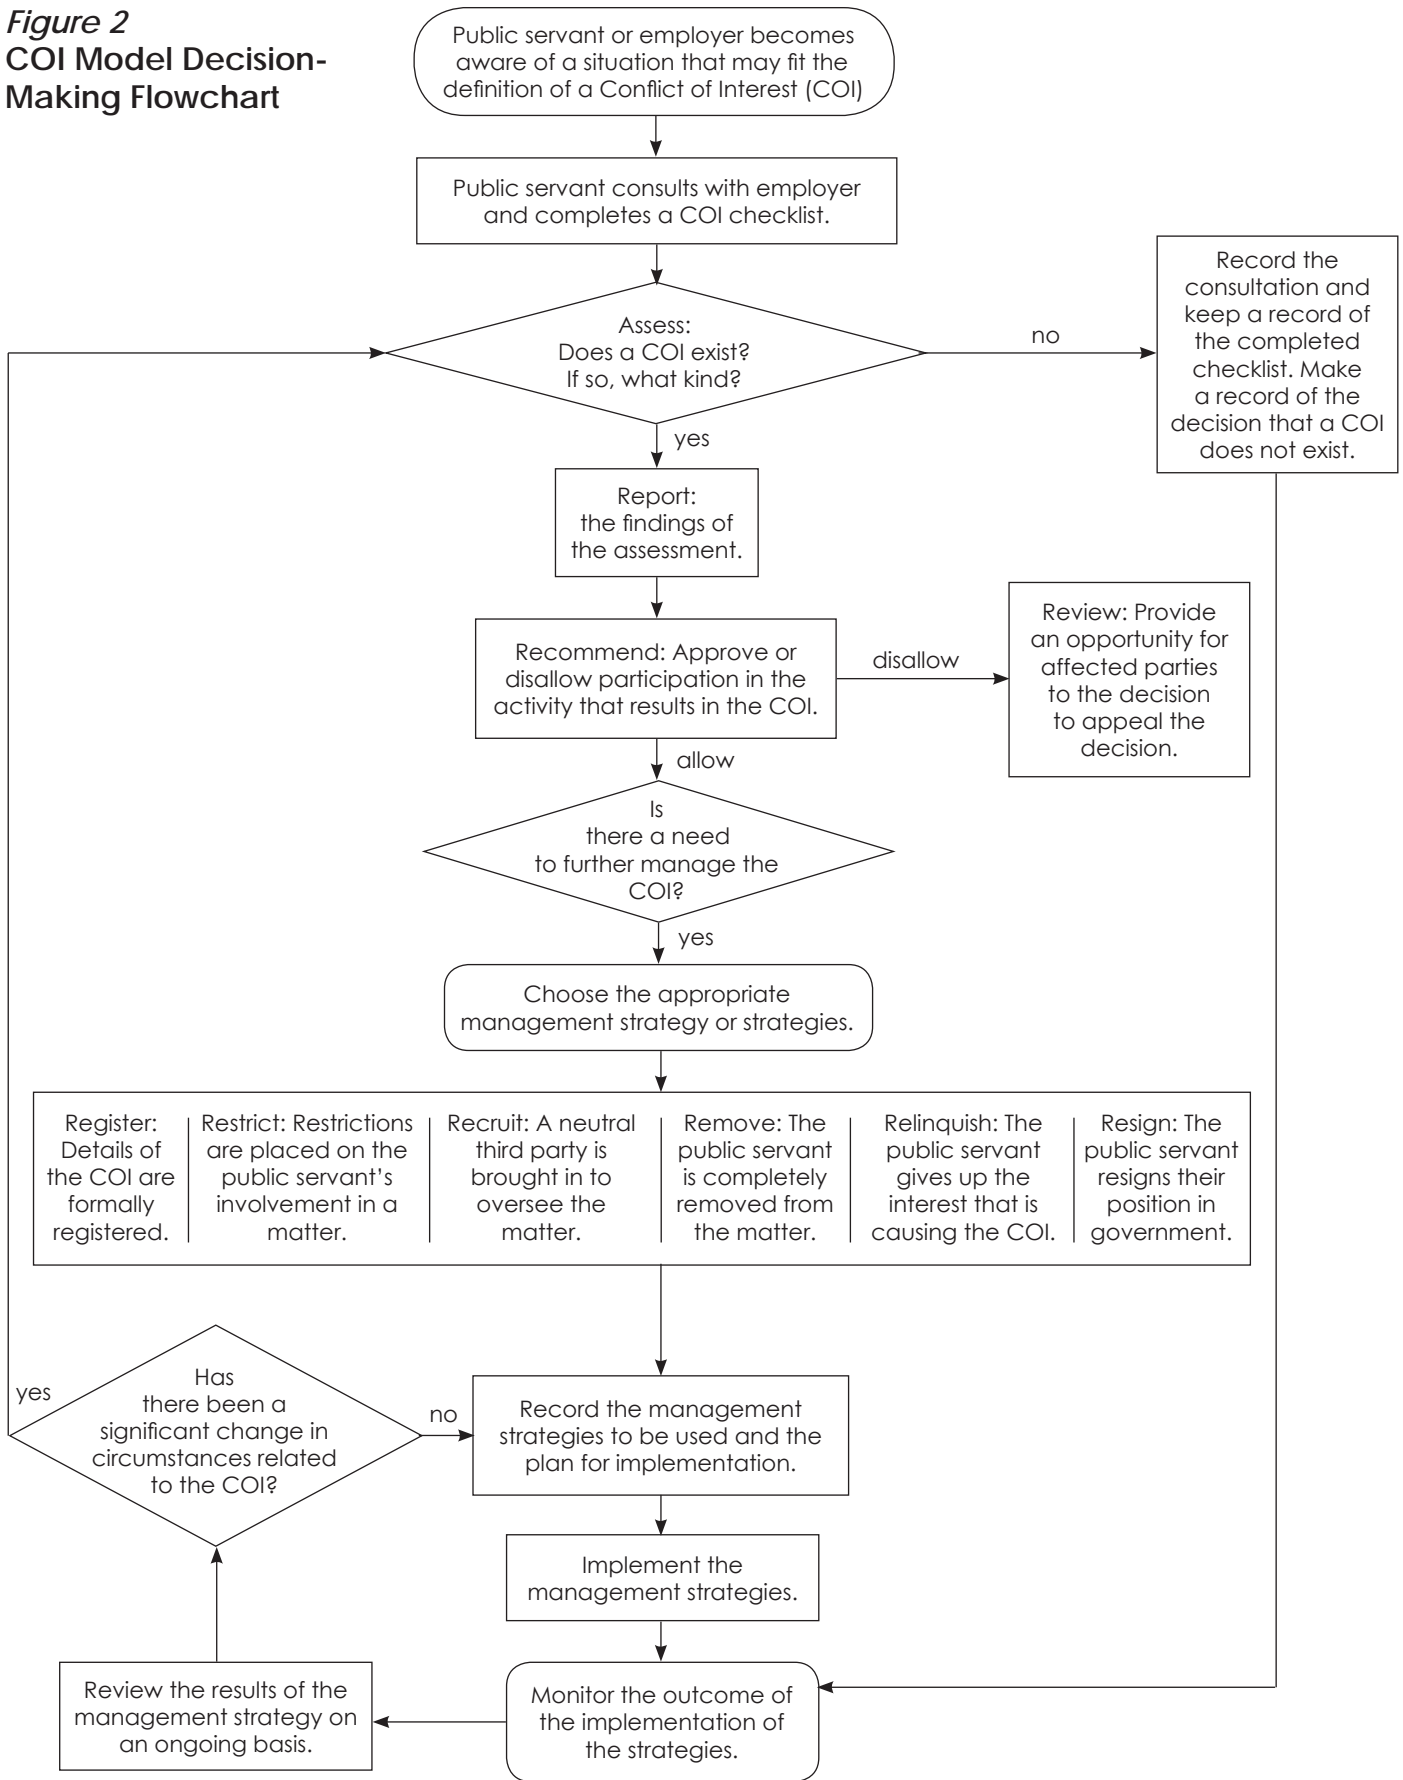 Figure 2
COI Model Decision-
Making Flowchart
Public servant or employer becomes
aware of a situation that may fit the
definition of a Conflict of Interest (COI)
Public servant consults with employer
and completes a COI checklist.
Assess:
Does a COI exist?
If so, what kind?
no
Record the
consultation and
keep a record of
the completed
checklist. Make
a record of the
decision that a COI
does not exist.
yes
Report:
the findings of
the assessment.
Recommend: Approve or
disallow participation in the
activity that results in the COI.
disallow
Review: Provide
an opportunity for
affected parties
to the decision
to appeal the
decision.
allow
Is
there a need
to further manage the
COI?
yes
Choose the appropriate
management strategy or strategies.
Register:
Details of
the COI are
formally
registered.
Restrict: Restrictions
are placed on the
public servant's
involvement in a
matter.
Recruit: A neutral
third party is
brought in to
oversee the
matter.
Remove: The
public servant
is completely
removed from
the matter.
Relinquish: The
public servant
gives up the
interest that is
causing the COI.
Resign: The
public servant
resigns their
position in
government.
yes
Has
there been a
significant change in
circumstances related
to the COI?
no
Record the management
strategies to be used and the
plan for implementation.
Implement the
management strategies.
Review the results of the
management strategy on
an ongoing basis.
Monitor the outcome of
the implementation of
the strategies.